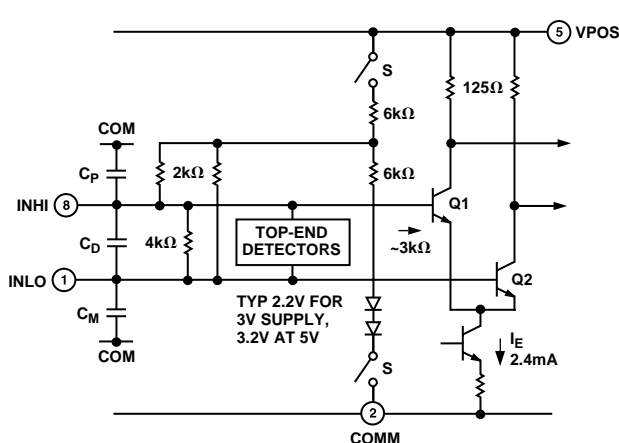 5 VPOS
S
125Ω
6kΩ
COM
CP
2kΩ
6kΩ
INHI 8
Q1
CD
4kΩ
TOP-END
DETECTORS
~3kΩ
INLO 1
Q2
CM
TYP 2.2V FOR
3V SUPPLY,
3.2V AT 5V
COM
S
IE
2.4mA
2
COMM